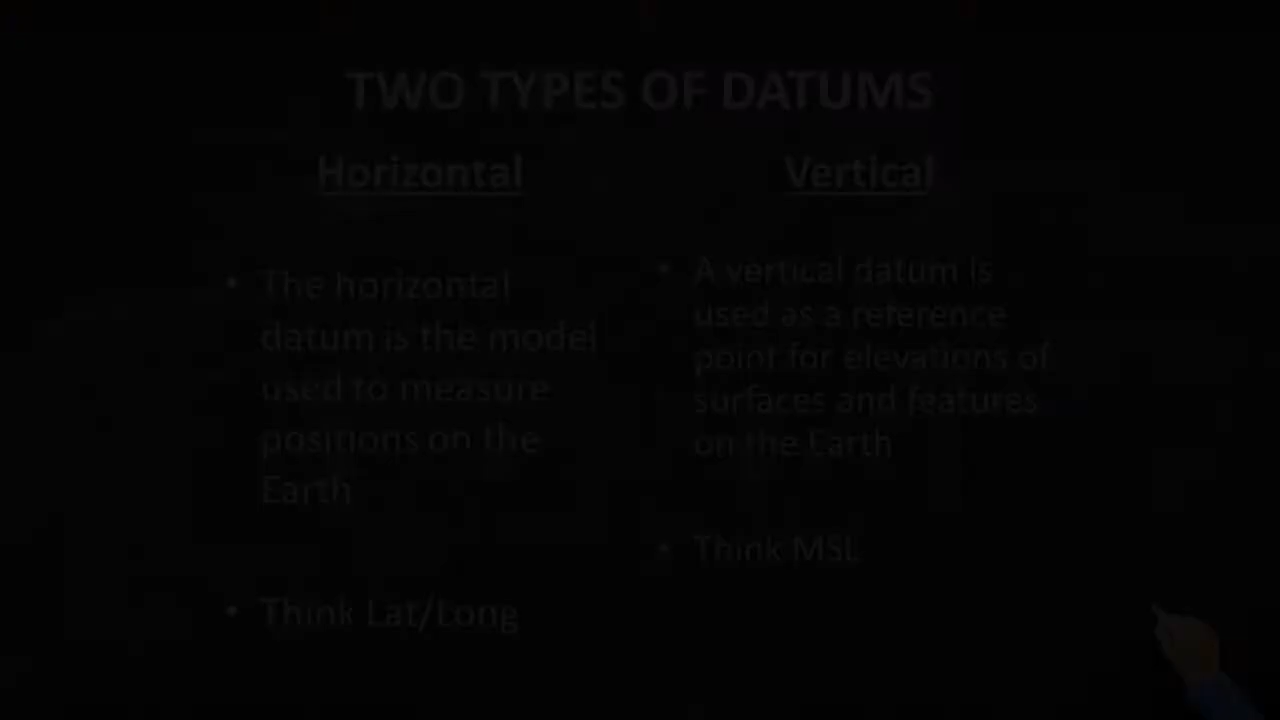 TWO TYPES OF DATUMS
Horizontal
• The horizontal
datum is the model
used to measure
positions on the
Earth
• Think Lat/Long
Vertical
• A vertical datum is
used as a reference
point for elevations of
surfaces and features
on the Earth
• Think MSL